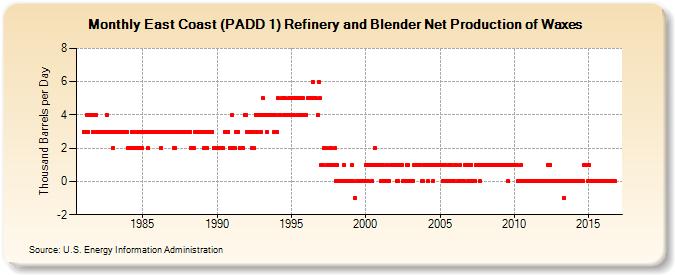 Monthly East Coast (PADD 1) Refinery and Blender Net Production of Waxes
Thousand Barrels per Day
8
6
4
2
0
-2
1985 1990 1995 2000 2005 2010 2015
Source: U.S. Energy Information Administration